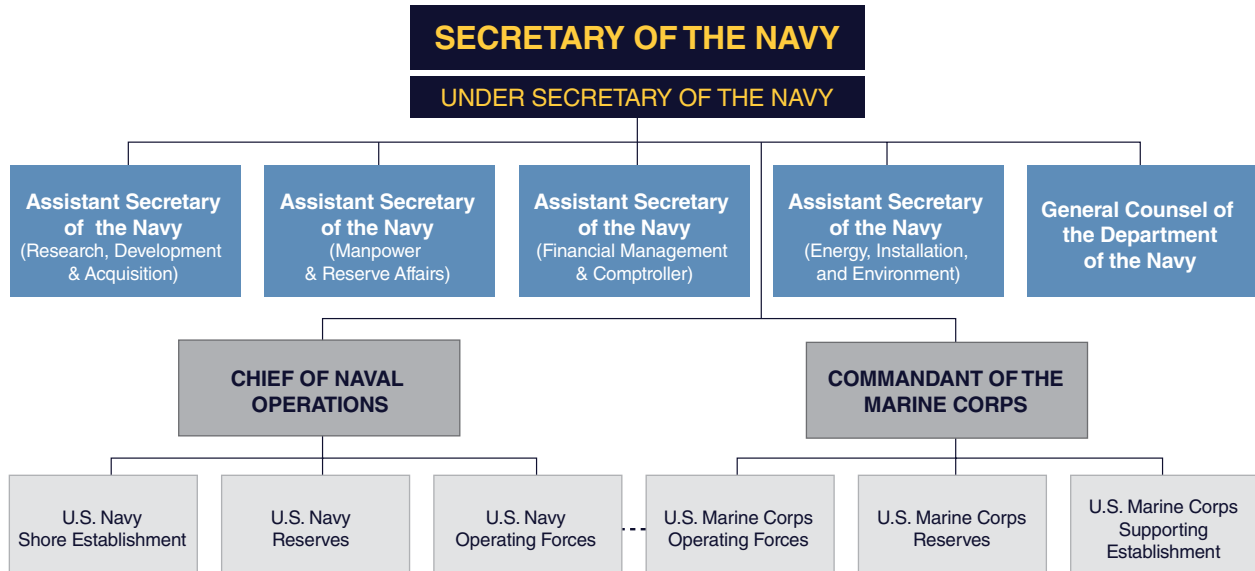 SECRETARY OF THE NAVY
UNDER SECRETARY OF THE NAVY
Assistant Secretary
of the Navy
(Research, Development
& Acquisition)
Assistant Secretary
of the Navy
(Manpower
& Reserve Affairs)
Assistant Secretary
of the Navy
(Financial Management
& Comptroller)
Assistant Secretary
of the Navy
(Energy, Installation,
and Environment)
General Counsel of
the Department
of the Navy
CHIEF OF NAVAL
OPERATIONS
COMMANDANT OF THE
MARINE CORPS
U.S. Navy
Shore Establishment
U.S. Navy
Reserves
U.S. Navy
Operating Forces
U.S. Marine Corps
Operating Forces
U.S. Marine Corps
Reserves
U.S. Marine Corps
Supporting
Establishment